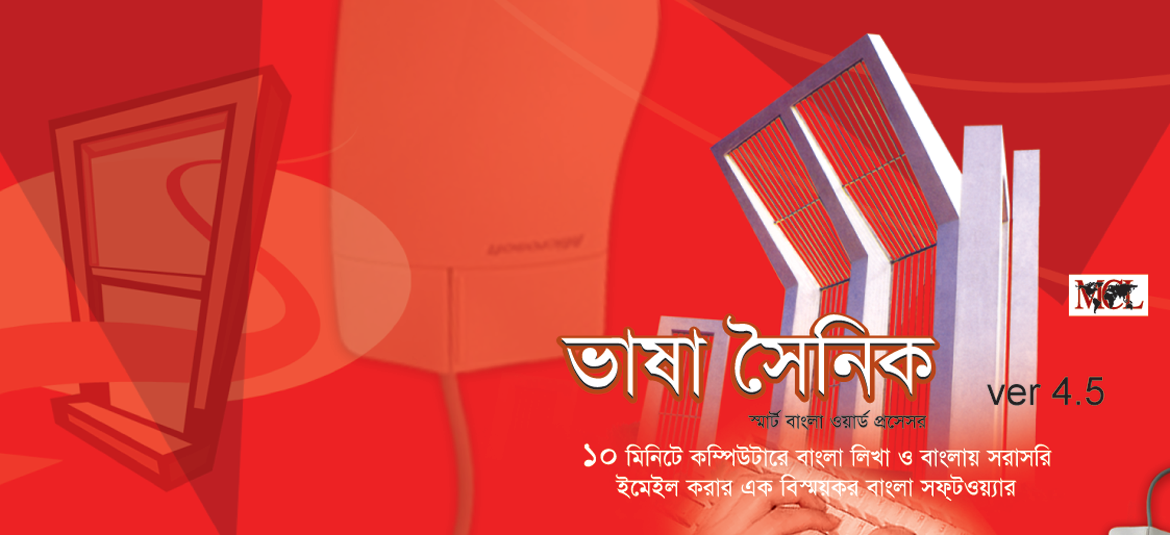 MCL
ভাষা সৈনিক
ver 4.5
স্মার্ট বাংলা ওয়ার্ড প্রসেসর
১০ মিনিটে কম্পিউটারে বাংলা লিখা ও বাংলায় সরাসরি
ইমেইল করার এক বিস্ময়কর বাংলা সফ্‌টওয়্যার